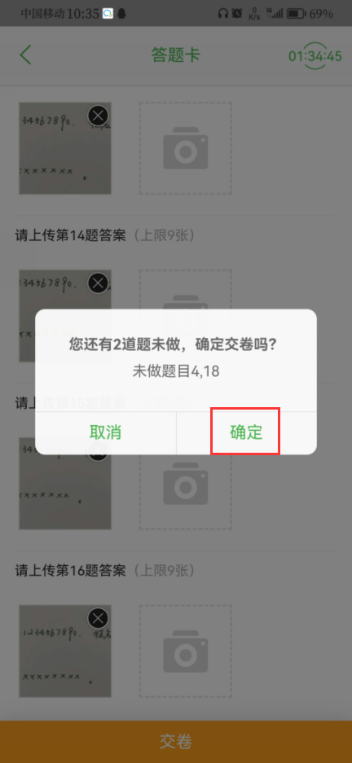 中国移动 10:35 0 K/s 69%
答题卡 01:34:45
请上传第14题答案（上限9张）
您还有2道题未做，确定交卷吗？
未做题目4,18
取消 确定
请上传第16题答案（上限9张）
交卷